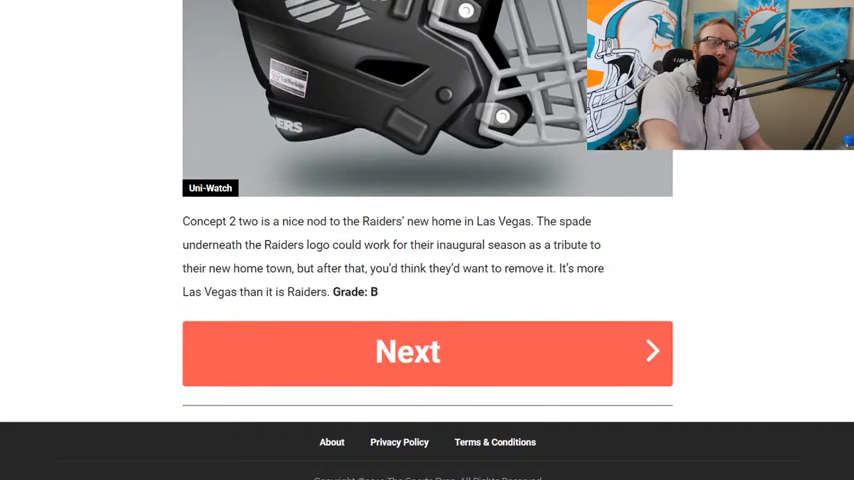 ERS
Uni-Watch
Concept 2 two is a nice nod to the Raiders' new home in Las Vegas. The spade
underneath the Raiders logo could work for their inaugural season as a tribute to
their new home town, but after that, you'd think they'd want to remove it. It's more
Las Vegas than it is Raiders. Grade: B
Next
About Privacy Policy Terms & Conditions